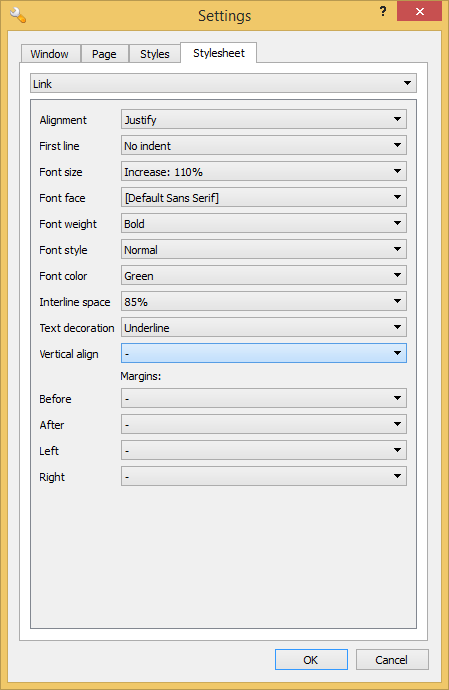 Settings
?
Window Page Styles Stylesheet
Link
Alignment Justify
First line No indent
Font size Increase: 110%
Font face [Default Sans Serif]
Font weight Bold
Font style Normal
Font color Green
Interline space 85%
Text decoration Underline
Vertical align -
Margins:
Before -
After -
Left -
Right -
OK Cancel